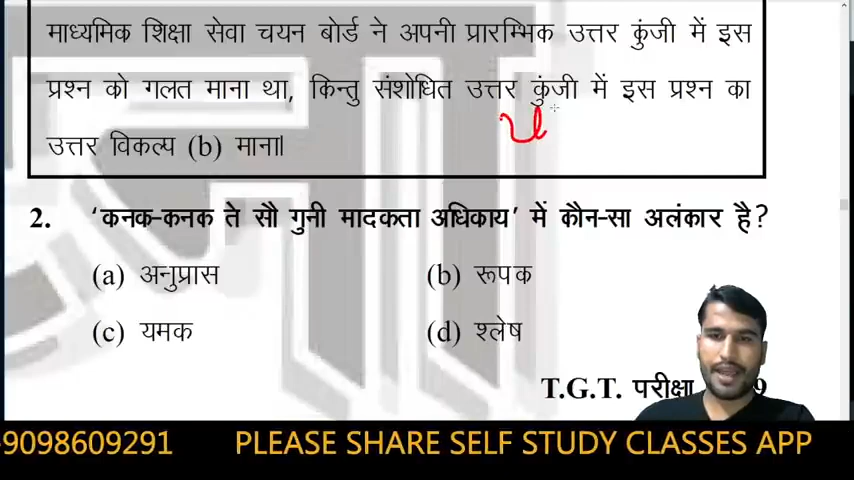 माध्यमिक शिक्षा सेवा चयन बोर्ड ने अपनी प्रारम्भिक उत्तर कुंजी में इस
प्रश्न को गलत माना था, किन्तु संशोधित उत्तर कुंजी में इस प्रश्न का
उत्तर विकल्प (b) माना।
2. 'कनक-कनक ते सौ गुनी मादकता अधिकाय' में कौन-सा अलंकार है?
(a) अनुप्रास (b) रूपक
(c) यमक (d) श्लेष
T.G.T. परीक्षा
9098609291 PLEASE SHARE SELF STUDY CLASSES APP